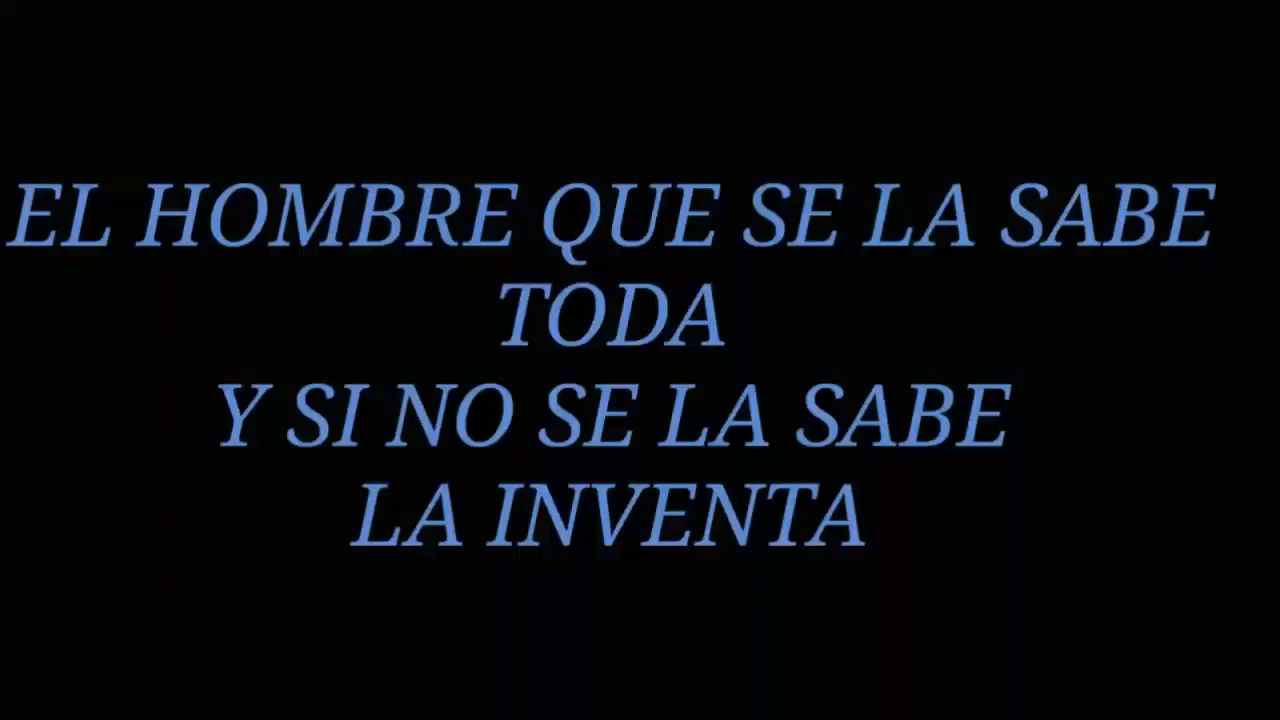 EL HOMBRE QUE SE LA SABE
TODA
Y SI NO SE LA SABE
LA INVENTA